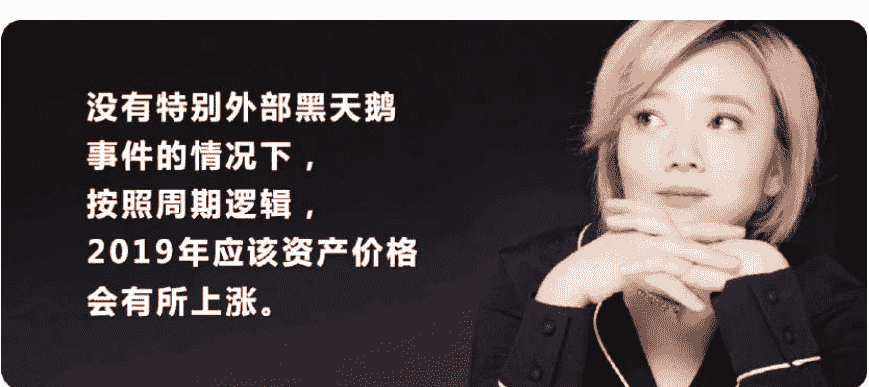 没有特别外部黑天鹅
事件的情况下，
按照周期逻辑，
2019年应该资产价格
会有所上涨。